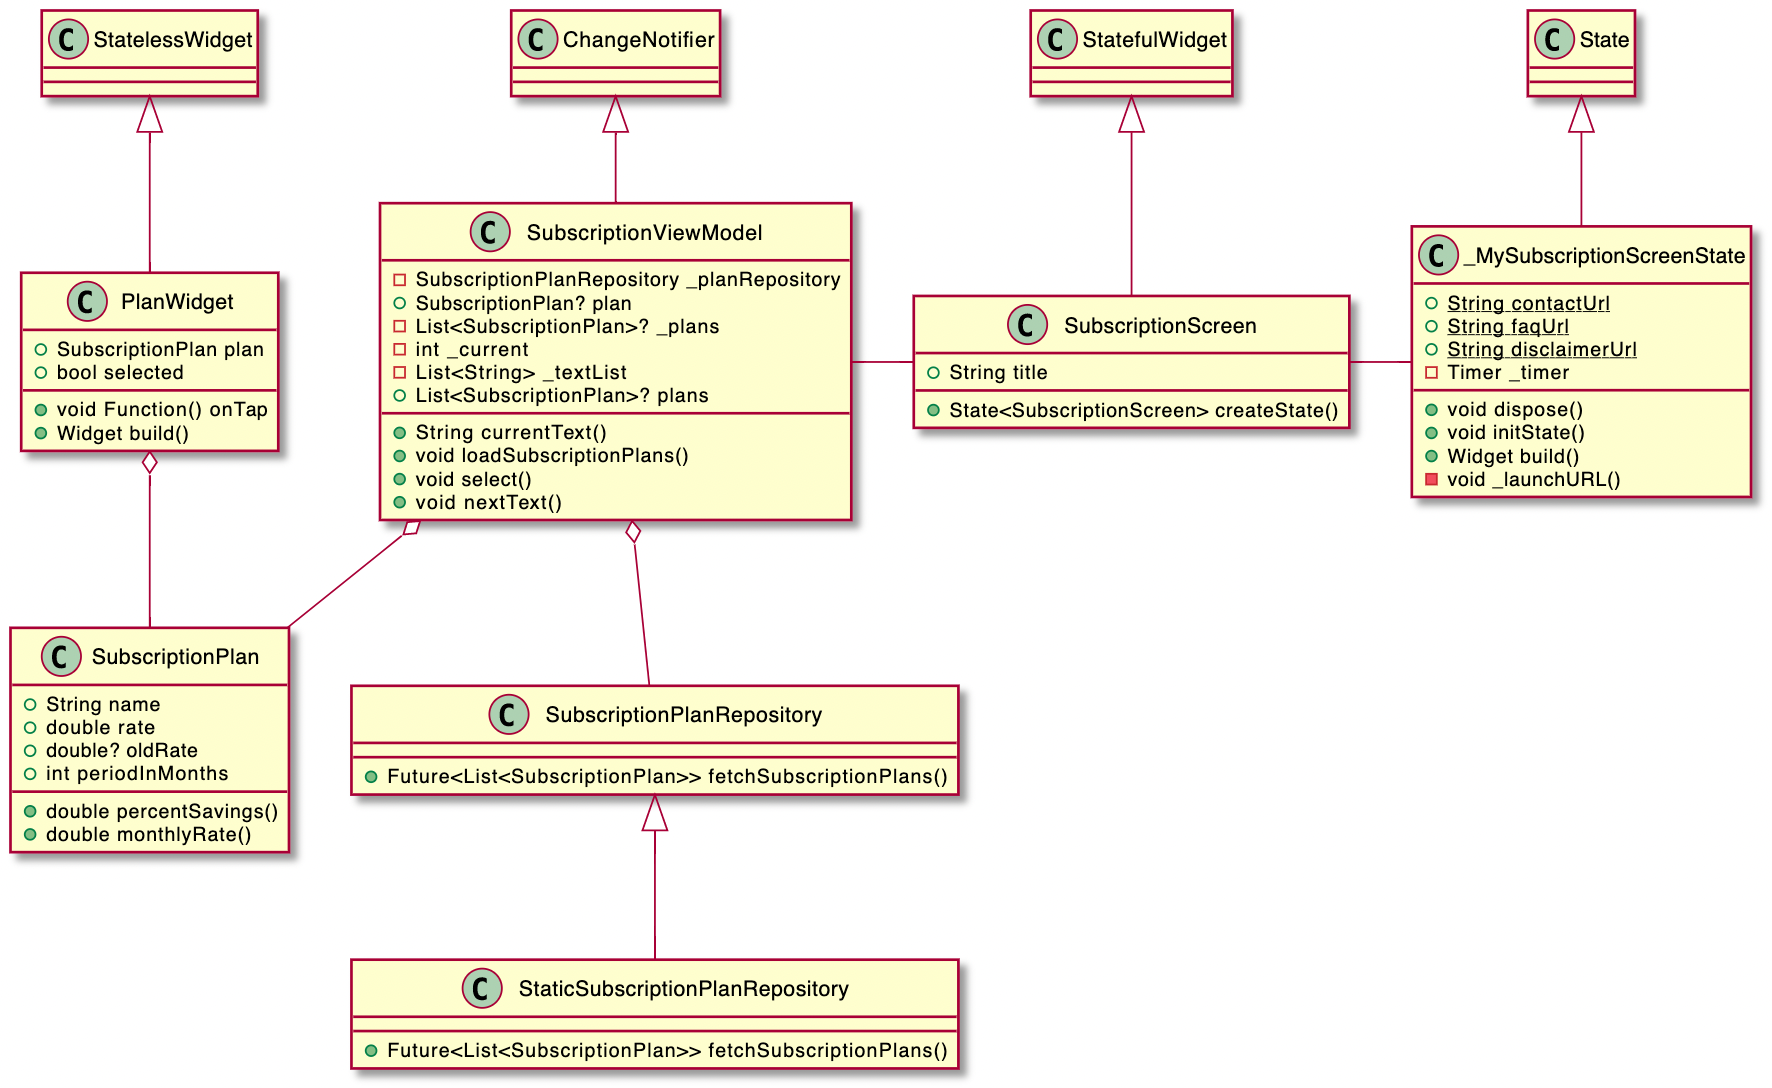 C StatelessWidget
C ChangeNotifier
C StatefulWidget
C State
C SubscriptionViewModel
SubscriptionPlanRepository _planRepository
SubscriptionPlan? plan
List<SubscriptionPlan>? _plans
int _current
List<String> _textList
List<SubscriptionPlan>? plans
String currentText()
void loadSubscriptionPlans()
void select()
void nextText()
C _MySubscriptionScreenState
String contactUrl
String faqUrl
String disclaimerUrl
Timer _timer
void dispose()
void initState()
Widget build()
void _launchURL()
C PlanWidget
SubscriptionPlan plan
bool selected
void Function() onTap
Widget build()
C SubscriptionScreen
String title
State<SubscriptionScreen> createState()
C SubscriptionPlan
String name
double rate
double? oldRate
int periodInMonths
double percentSavings()
double monthlyRate()
C SubscriptionPlanRepository
Future<List<SubscriptionPlan>> fetchSubscriptionPlans()
C StaticSubscriptionPlanRepository
Future<List<SubscriptionPlan>> fetchSubscriptionPlans()